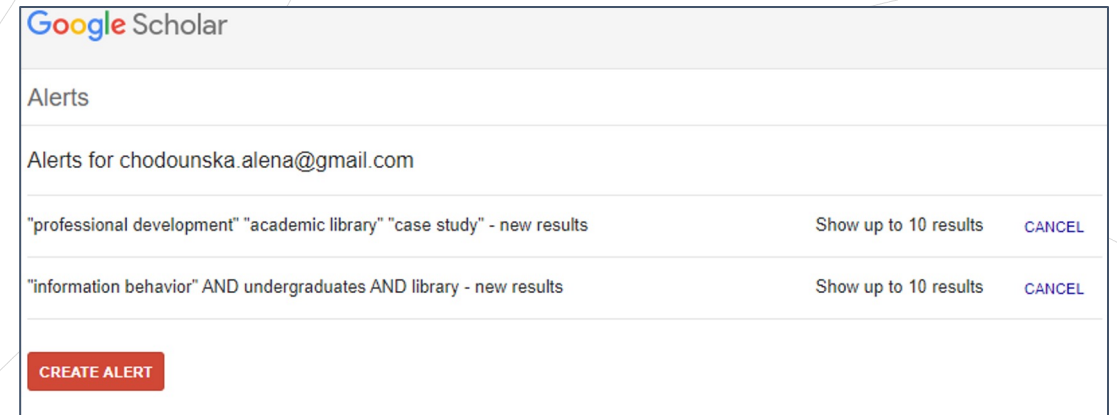 Google Scholar
Alerts
Alerts for chodounska.alena@gmail.com
"professional development" "academic library" "case study" - new results Show up to 10 results CANCEL
"information behavior" AND undergraduates AND library - new results Show up to 10 results CANCEL
CREATE ALERT